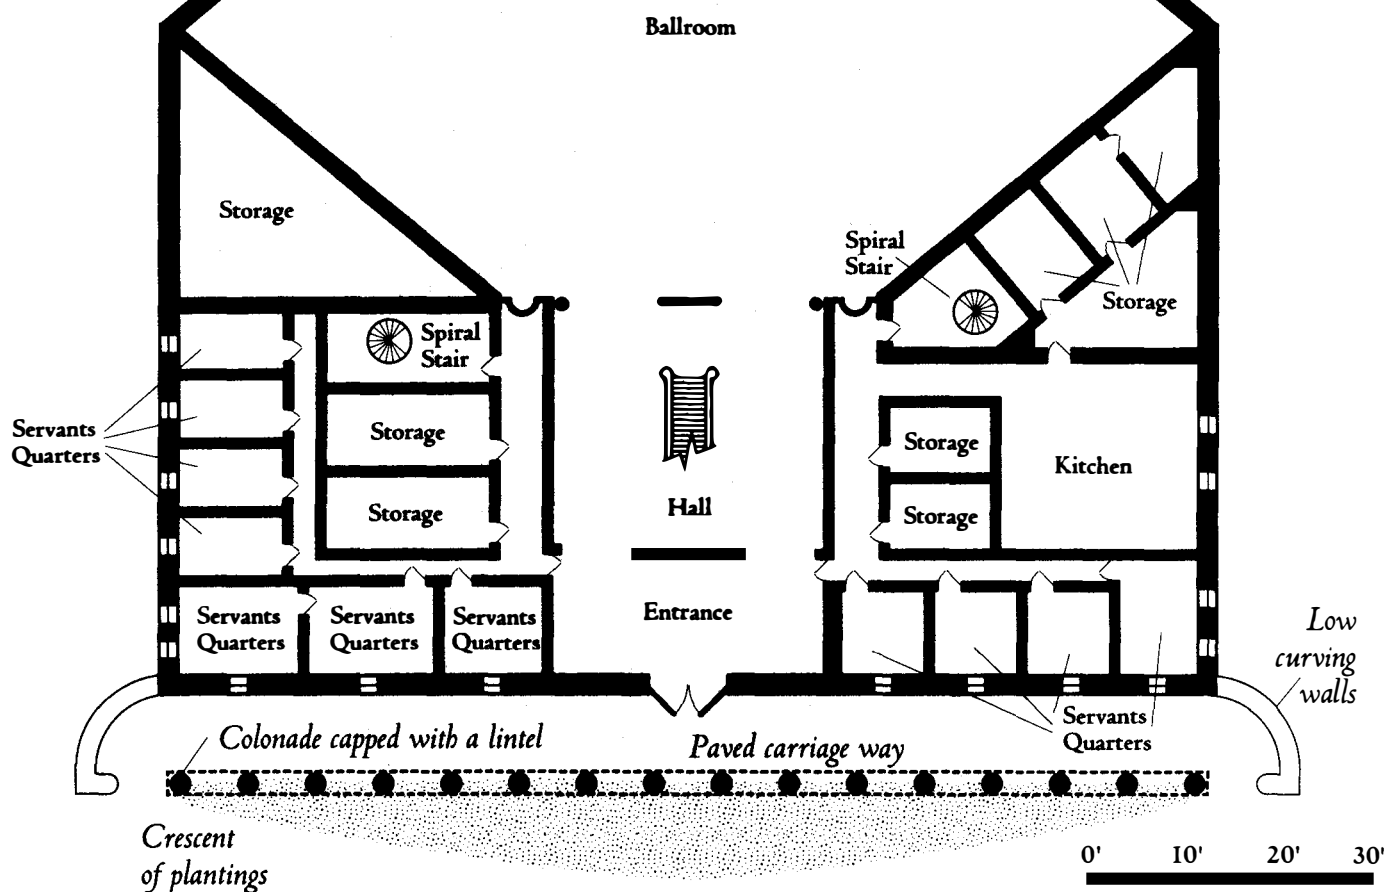 Ballroom
Storage
Spiral
Stair
Storage
Spiral
Stair
Servants
Quarters
Storage
Storage
Kitchen
Storage
Storage
Hall
Servants
Quarters
Servants
Quarters
Servants
Quarters
Entrance
Low
curving
walls
Servants
Quarters
Colonade capped with a lintel
Paved carriage way
Crescent
of plantings
0' 10' 20' 30'